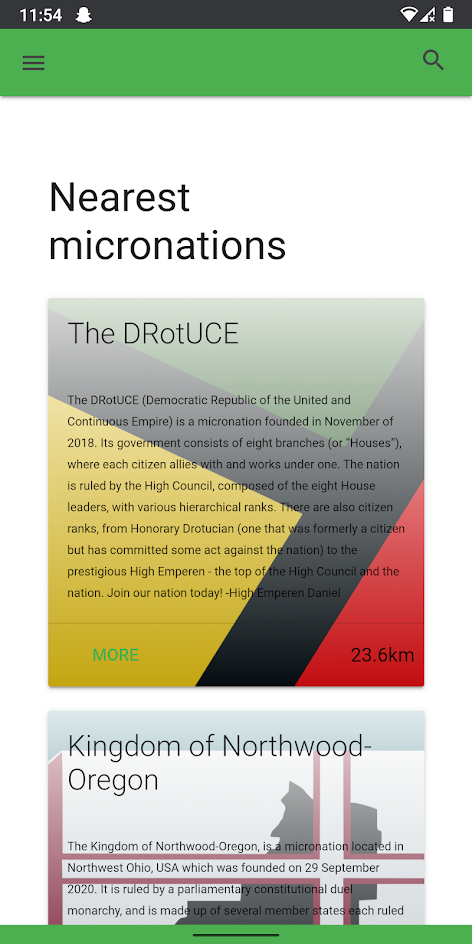 11:54
Nearest
micronations
The DRotUCE
The DRotUCE (Democratic Republic of the United and
Continuous Empire) is a micronation founded in November of
2018. Its government consists of eight branches (or “Houses”),
where each citizen allies with and works under one. The nation
is ruled by the High Council, composed of the eight House
leaders, with various hierarchical ranks. There are also citizen
ranks, from Honorary Drotucian (one that was formerly a citizen
but has committed some act against the nation) to the
prestigious High Emperen - the top of the High Council and the
nation. Join our nation today! -High Emperen Daniel
MORE 23.6km
Kingdom of Northwood-
Oregon
The Kingdom of Northwood-Oregon, is a micronation located in
Northwest Ohio, USA which was founded on 29 September
2020. It is ruled by a parliamentary constitutional duel
monarchy, and is made up of several member states each ruled